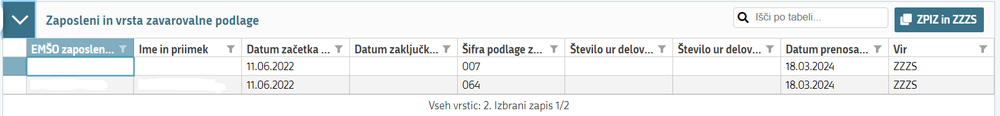 Zaposleni in vrsta zavarovalne podlage
Išči po tabeli...
ZPIZ in ZZZS
EMŠO zaposlen... Ime in priimek Datum začetka ... Datum zaključk... Šifra podlage z... Število ur delov... Število ur delov... Datum prenosa... Vir
11.06.2022 007 18.03.2024 ZZZS
11.06.2022 064 18.03.2024 ZZZS
Vseh vrstic: 2. Izbrani zapis 1/2